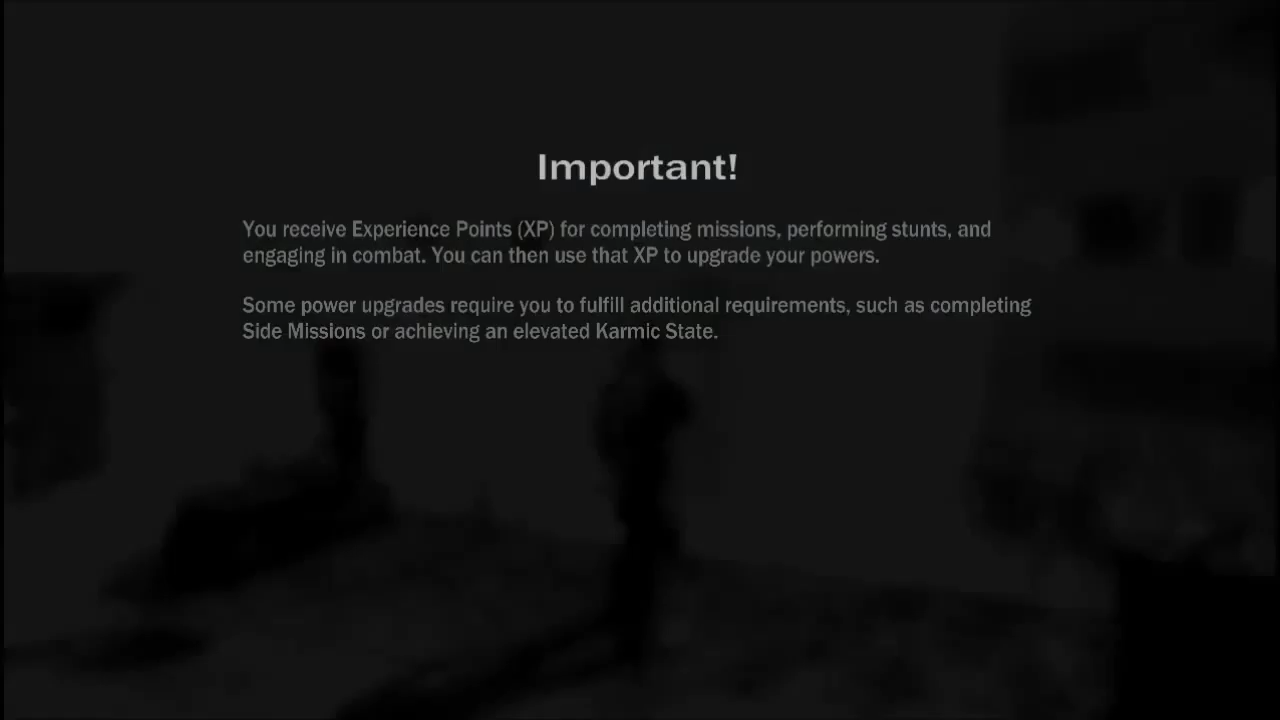 Important!
You receive Experience Points (XP) for completing missions, performing stunts, and
engaging in combat. You can then use that XP to upgrade your powers.
Some power upgrades require you to fulfill additional requirements, such as completing
Side Missions or achieving an elevated Karmic State.